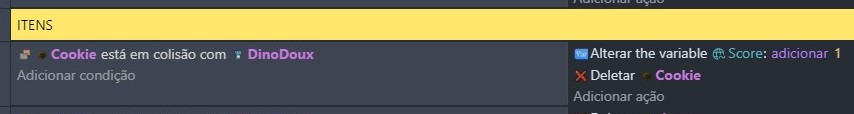 Adicionar ação
ITENS
Cookie está em colisão com DinoDoux
Adicionar condição
Alterar the variable Score: adicionar 1
Deletar Cookie
Adicionar ação